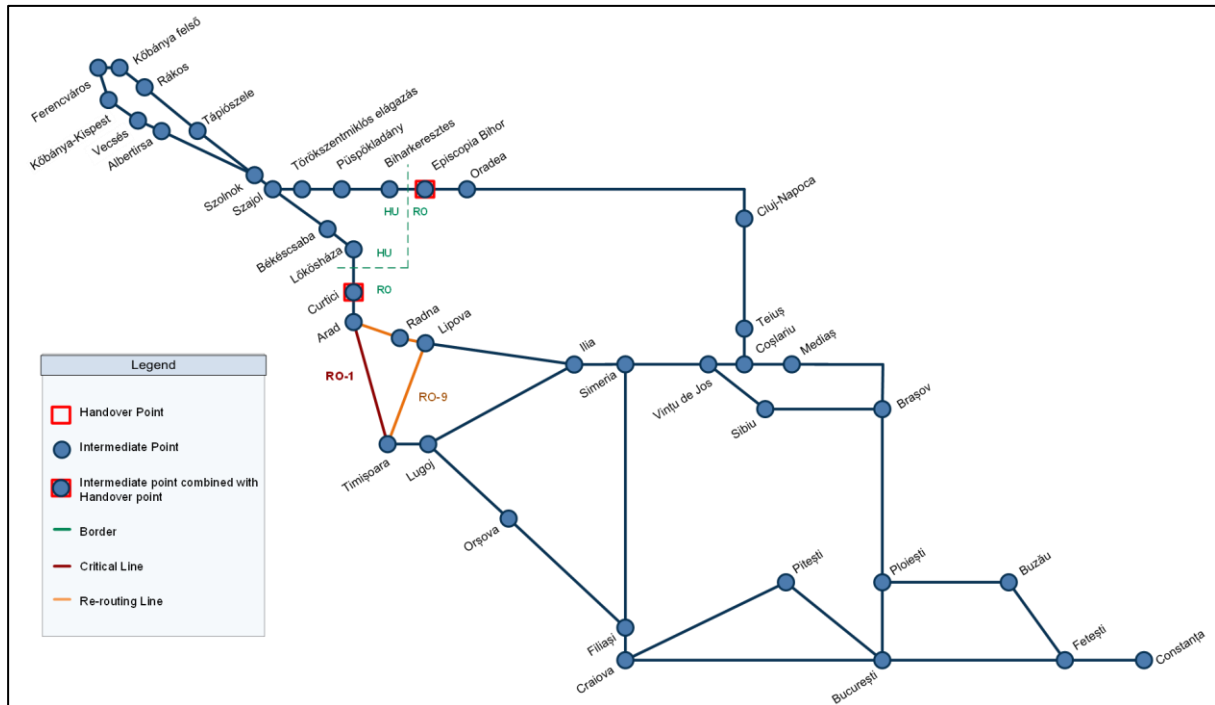 Kőbánya felső
Ferencváros
Rákos
Kőbánya-Kispest
Vecsés
Albertirsa
Tápiószele
Szolnok
Szajol
Törökszentmiklós elágazás
Püspökladány
Biharkeresztes
Episcopia Bihor
Oradea
HU
RO
Cluj-Napoca
Békéscsaba
Lőkösháza
HU
RO
Curtici
Arad
Radna
Lipova
Ilia
Simeria
Teiuș
Coșlariu
Mediaș
Vințu de Jos
Sibiu
Brașov
RO-1
RO-9
Timișoara
Lugoj
Orșova
Filiași
Craiova
Pitești
Ploiești
Buzău
București
Fetești
Constanța
Legend
Handover Point
Intermediate Point
Intermediate point combined with
Handover point
Border
Critical Line
Re-routing Line